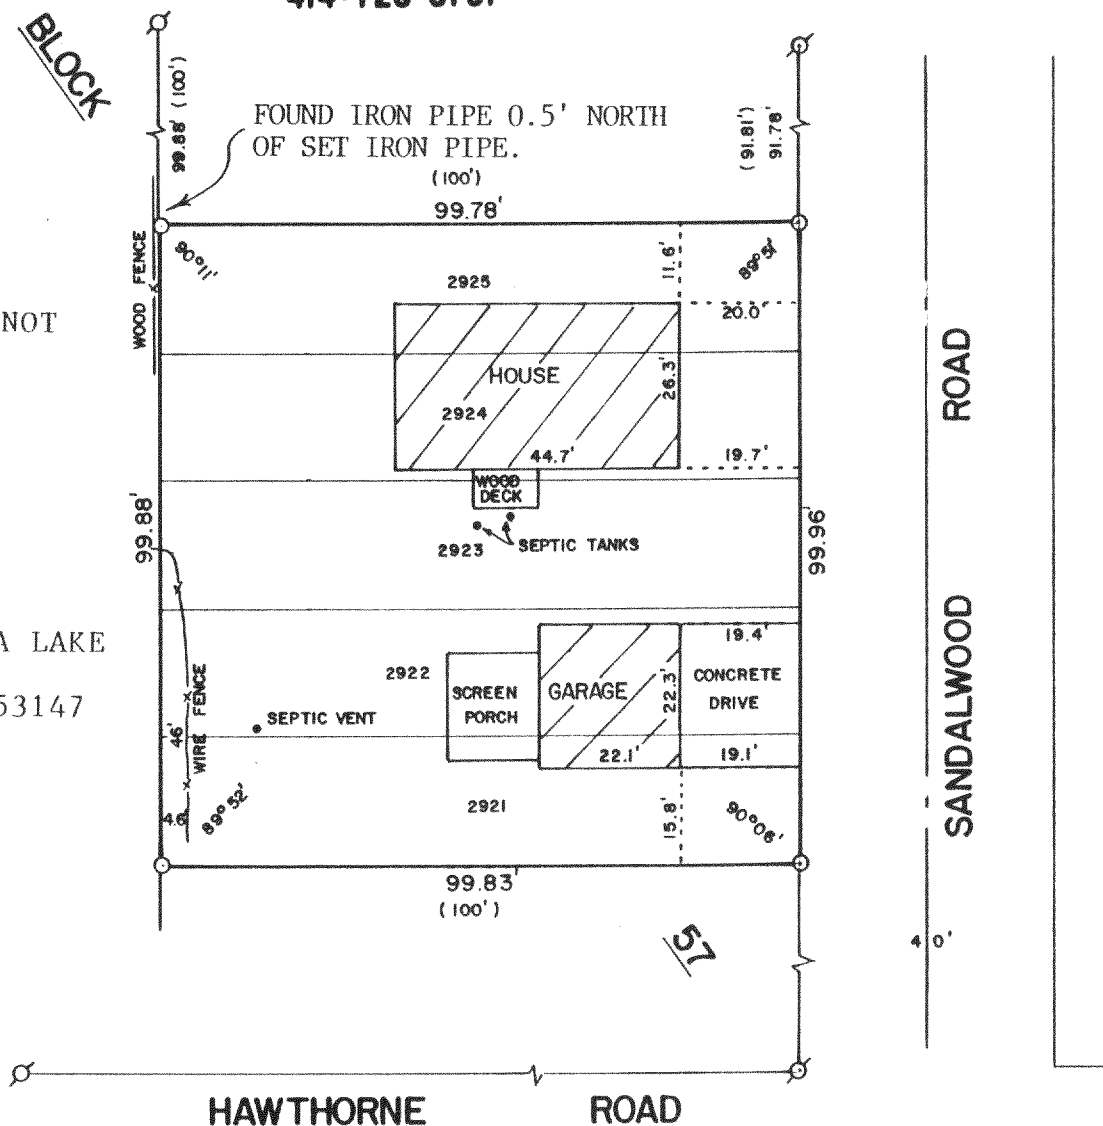 BLOCK
99.88' (100')
FOUND IRON PIPE 0.5' NORTH
OF SET IRON PIPE.
(100')
99.78'
(91.81')
91.78'
WOOD FENCE
90°11'
2925
11.6'
89°51'
20.0'
NOT
HOUSE
26.3'
2924
44.7'
19.7'
WOOD
DECK
99.88'
2923
SEPTIC TANKS
99.96'
ROAD
SANDALWOOD
A LAKE
53147
2922
SCREEN
PORCH
GARAGE
22.3'
22.1'
19.4'
CONCRETE
DRIVE
19.1'
SEPTIC VENT
WIRE FENCE
46'
4.6'
89°52'
2921
15.8'
90°06'
99.83'
(100')
57
40'
HAWTHORNE ROAD